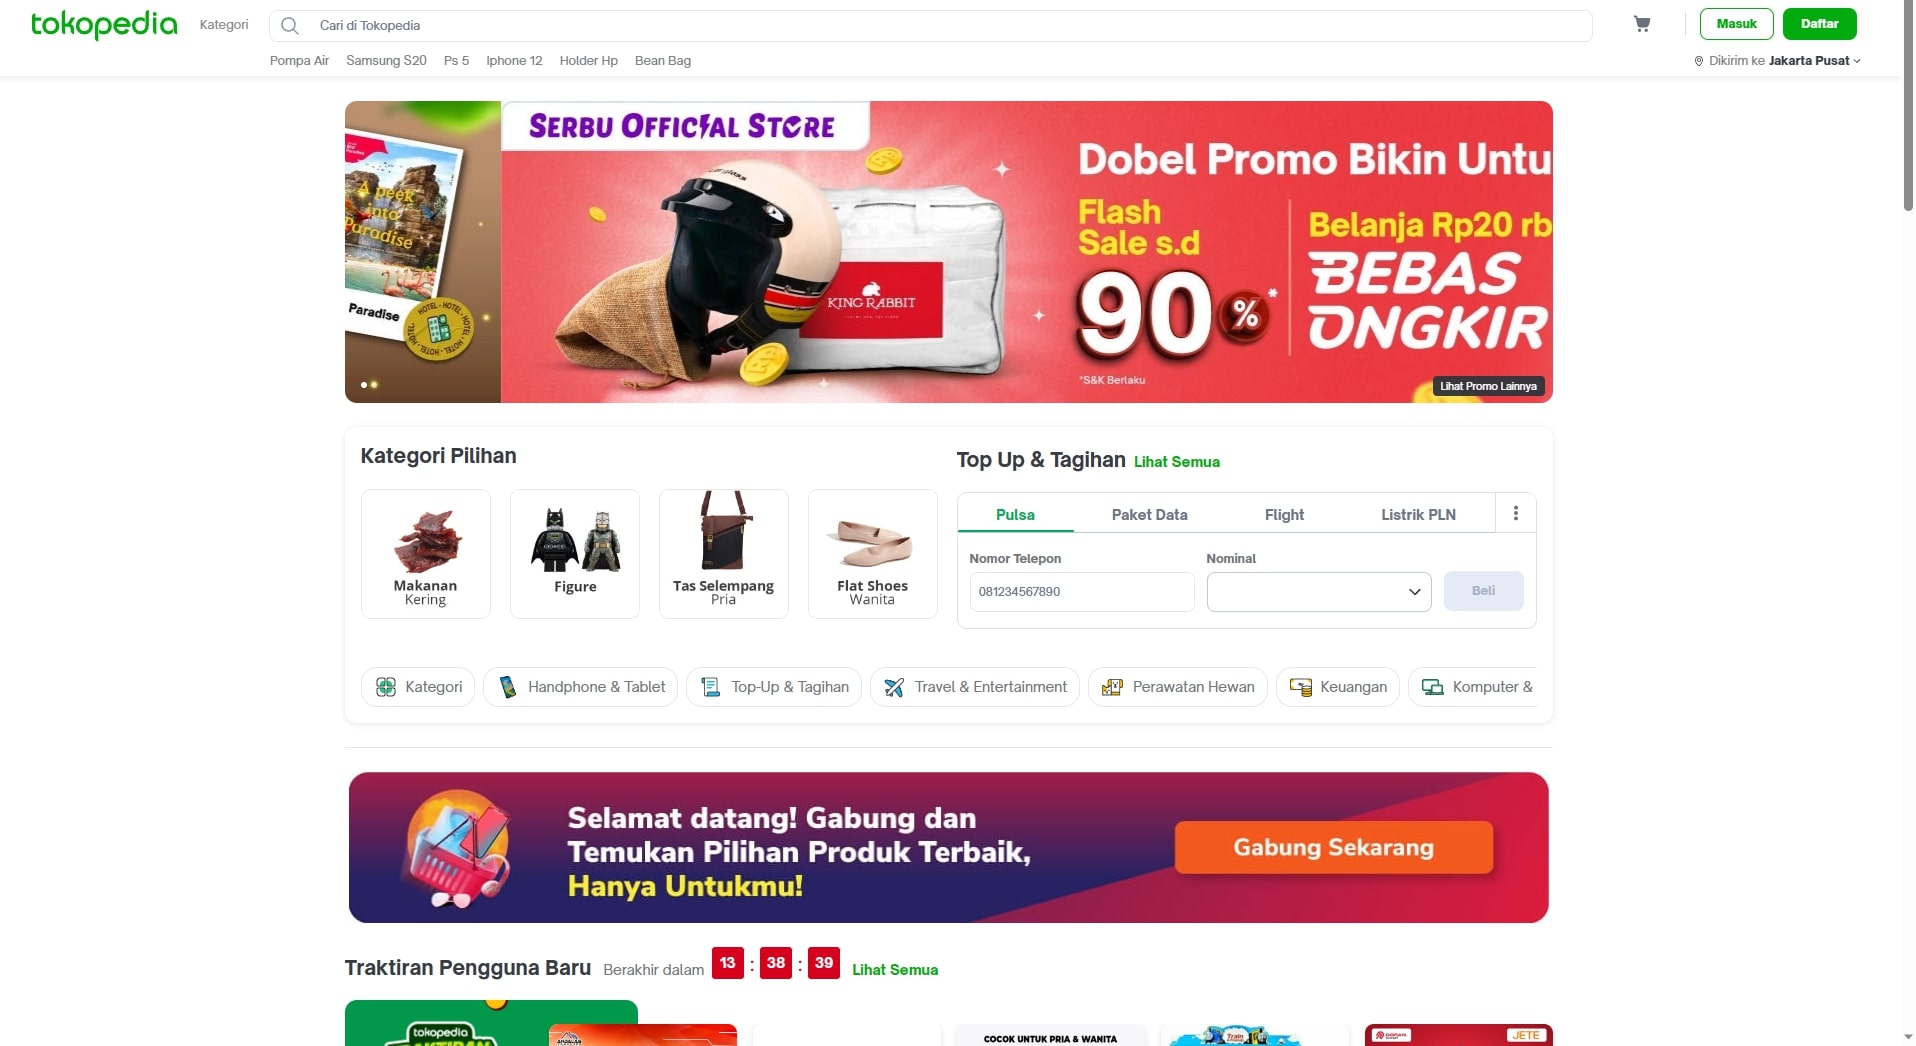 tokopedia
Kategori
Cari di Tokopedia
Masuk
Daftar
Pompa Air
Samsung S20
Ps 5
Iphone 12
Holder Hp
Bean Bag
Dikirim ke Jakarta Pusat
A peek
into
Paradise
Paradise
HOTEL · HOTEL · HOTEL
SERBU OFFICIAL STORE
KING RABBIT
Dobel Promo Bikin Untu
Flash
Sale s.d
90%*
*S&K Berlaku
Belanja Rp20 rb
BEBAS
ONGKIR
Lihat Promo Lainnya
Kategori Pilihan
Makanan
Kering
Figure
Tas Selempang
Pria
Flat Shoes
Wanita
Top Up & Tagihan Lihat Semua
Pulsa
Paket Data
Flight
Listrik PLN
Nomor Telepon
081234567890
Nominal
Beli
Kategori
Handphone & Tablet
Top-Up & Tagihan
Travel & Entertainment
Perawatan Hewan
Keuangan
Komputer &
Selamat datang! Gabung dan
Temukan Pilihan Produk Terbaik,
Hanya Untukmu!
Gabung Sekarang
Traktiran Pengguna Baru Berakhir dalam 13 : 38 : 39 Lihat Semua
tokopedia
COCOK UNTUK PRIA & WANITA
Train
JETE